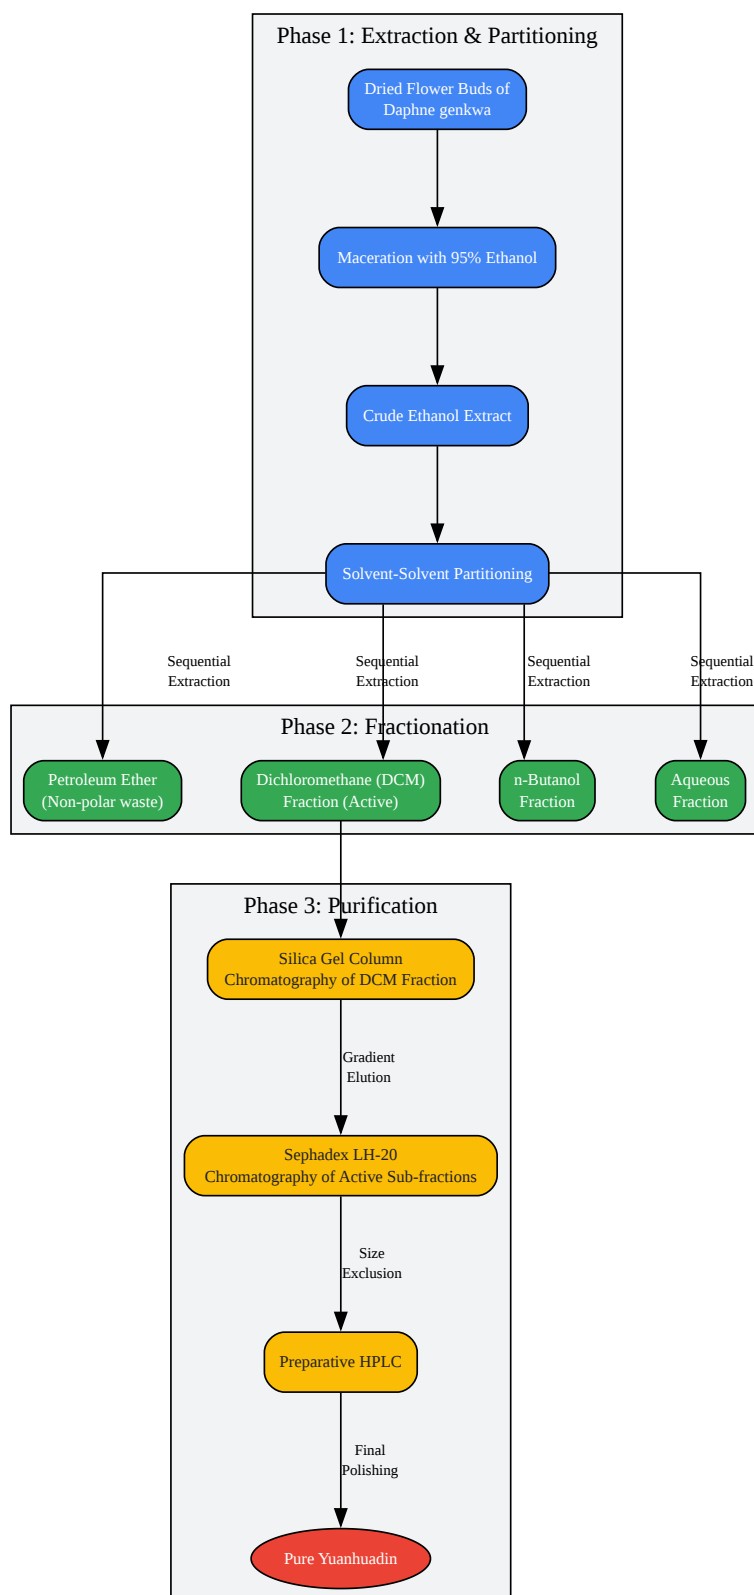 Phase 1: Extraction & Partitioning
Dried Flower Buds of
Daphne genkwa
Maceration with 95% Ethanol
Crude Ethanol Extract
Solvent-Solvent Partitioning
Sequential
Extraction
Sequential
Extraction
Sequential
Extraction
Sequential
Extraction
Phase 2: Fractionation
Petroleum Ether
(Non-polar waste)
Dichloromethane (DCM)
Fraction (Active)
n-Butanol
Fraction
Aqueous
Fraction
Phase 3: Purification
Silica Gel Column
Chromatography of DCM Fraction
Gradient
Elution
Sephadex LH-20
Chromatography of Active Sub-fractions
Size
Exclusion
Preparative HPLC
Final
Polishing
Pure Yuanhuadin